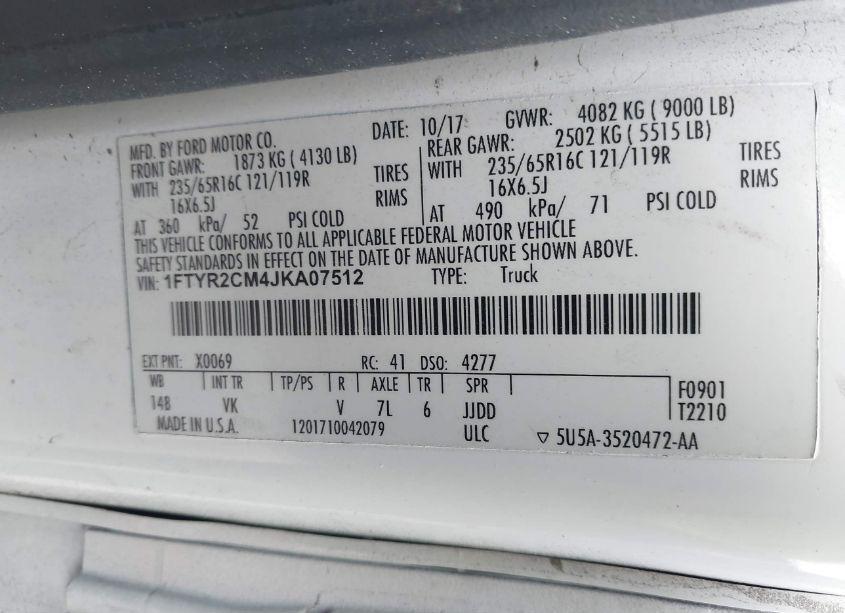 MFD. BY FORD MOTOR CO. DATE: 10/17 GVWR: 4082 KG ( 9000 LB)
FRONT GAWR: 1873 KG ( 4130 LB) REAR GAWR: 2502 KG ( 5515 LB)
WITH 235/65R16C 121/119R TIRES WITH 235/65R16C 121/119R TIRES
16X6.5J RIMS 16X6.5J RIMS
AT 360 kPa/ 52 PSI COLD AT 490 kPa/ 71 PSI COLD
THIS VEHICLE CONFORMS TO ALL APPLICABLE FEDERAL MOTOR VEHICLE
SAFETY STANDARDS IN EFFECT ON THE DATE OF MANUFACTURE SHOWN ABOVE.
VIN: 1FTYR2CM4JKA07512 TYPE: Truck
EXT PNT: X0069 RC: 41 DSO: 4277
WB INT TR TP/PS R AXLE TR SPR F0901
148 VK V 7L 6 JJDD T2210
MADE IN U.S.A. 1201710042079 ULC ▽ 5U5A-3520472-AA